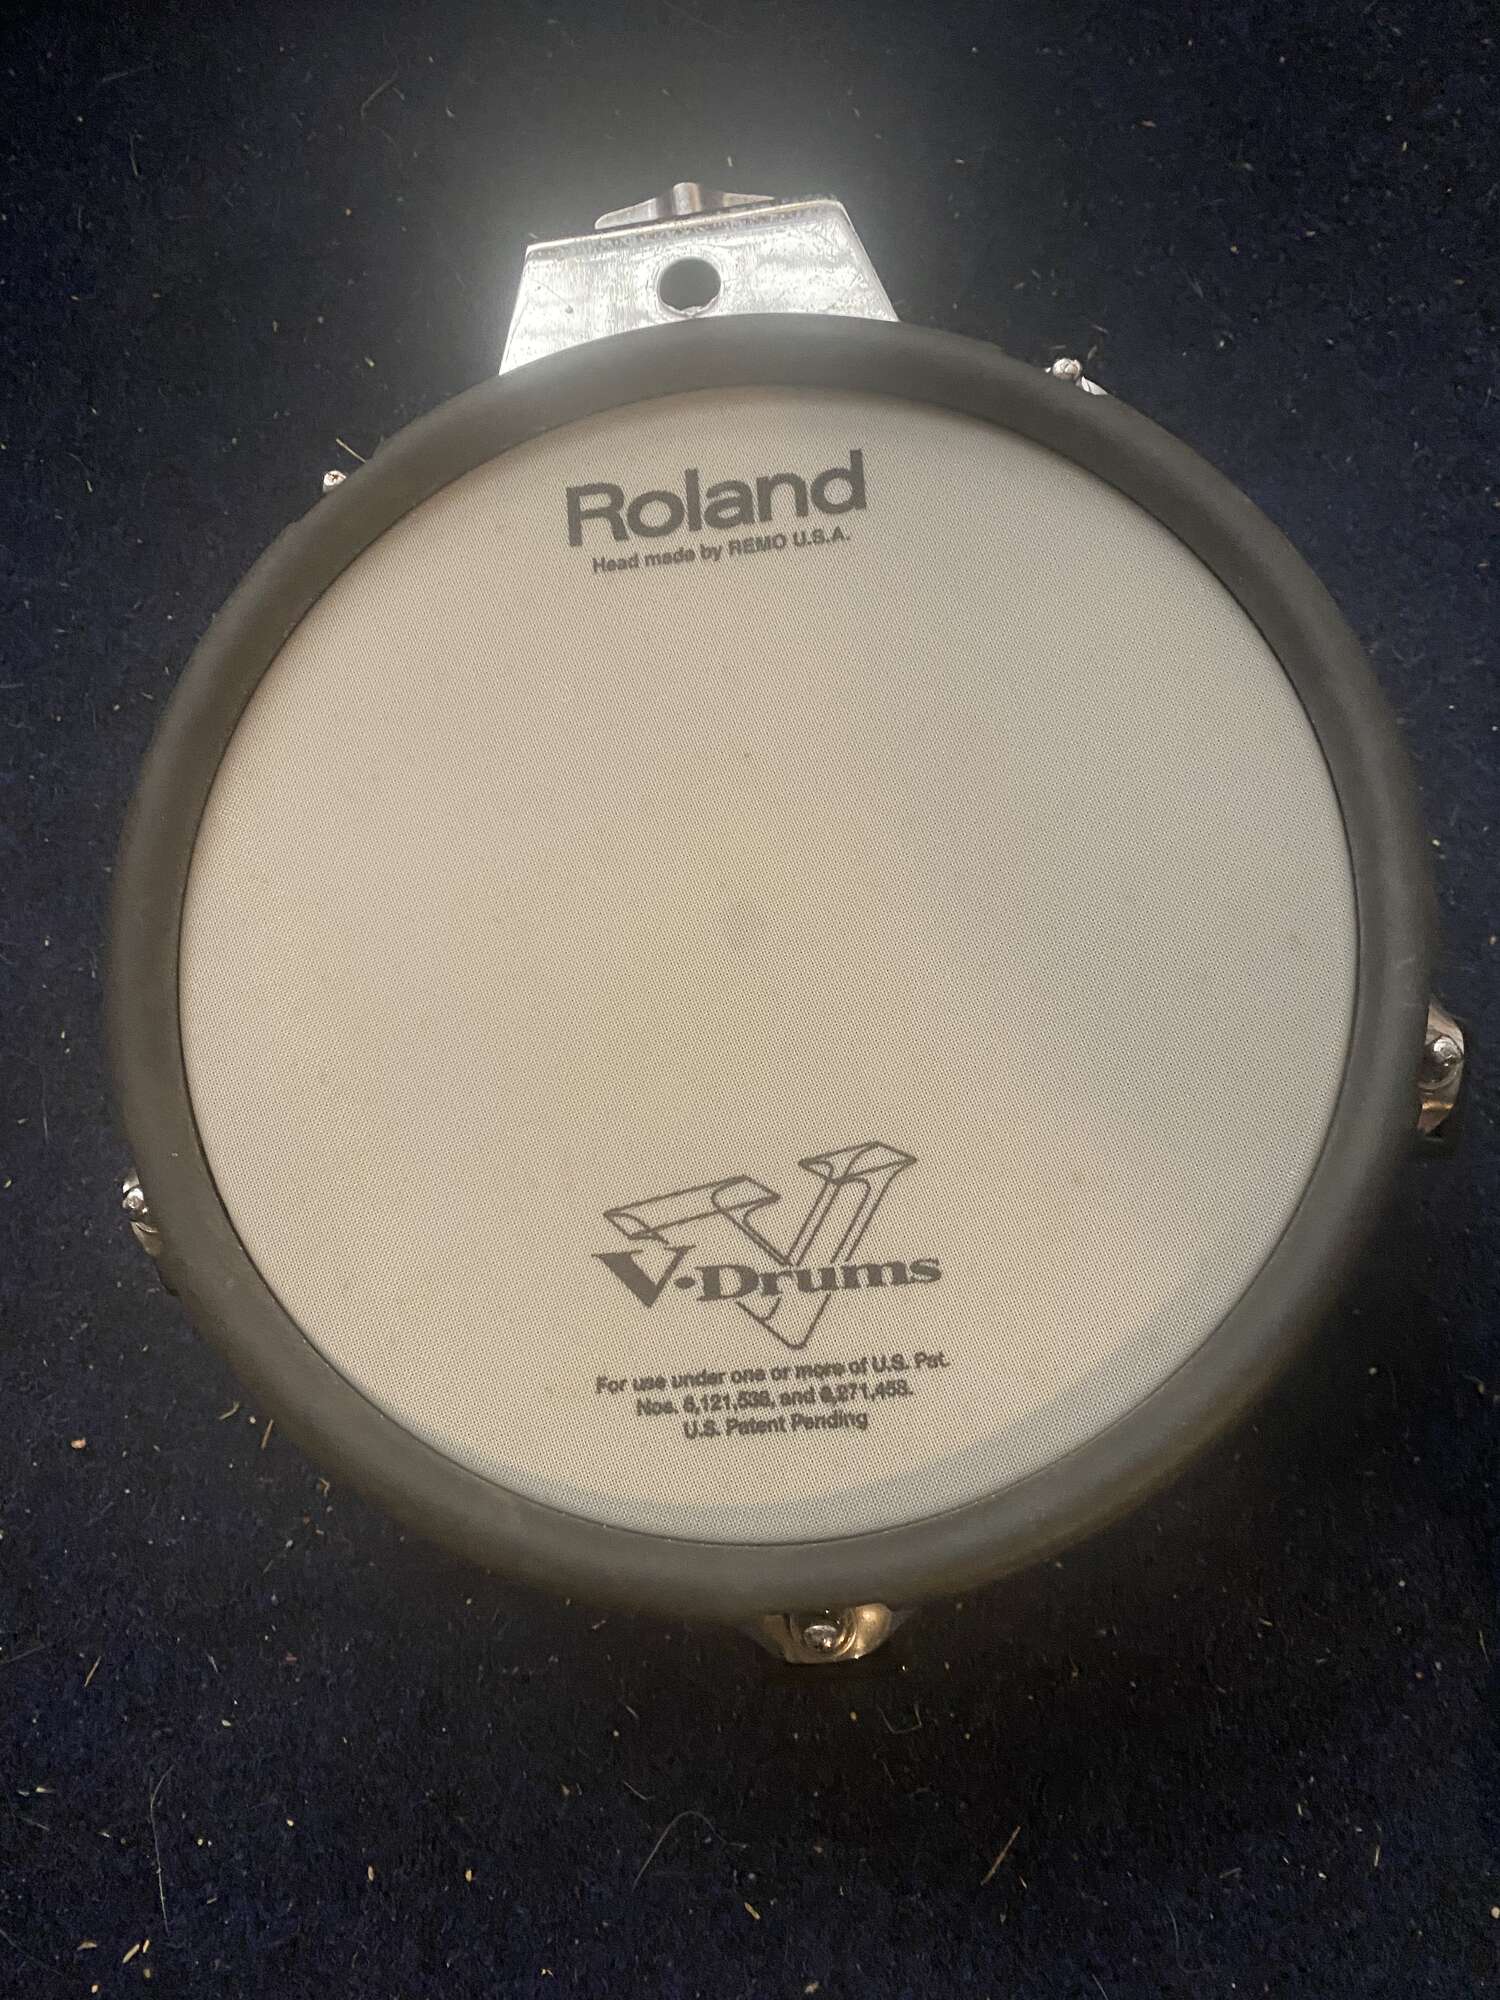 Roland
Head made by REMO U.S.A.
V-Drums
For use under one or more of U.S. Pat.
Nos. 6,121,538, and 6,271,458.
U.S. Patent Pending